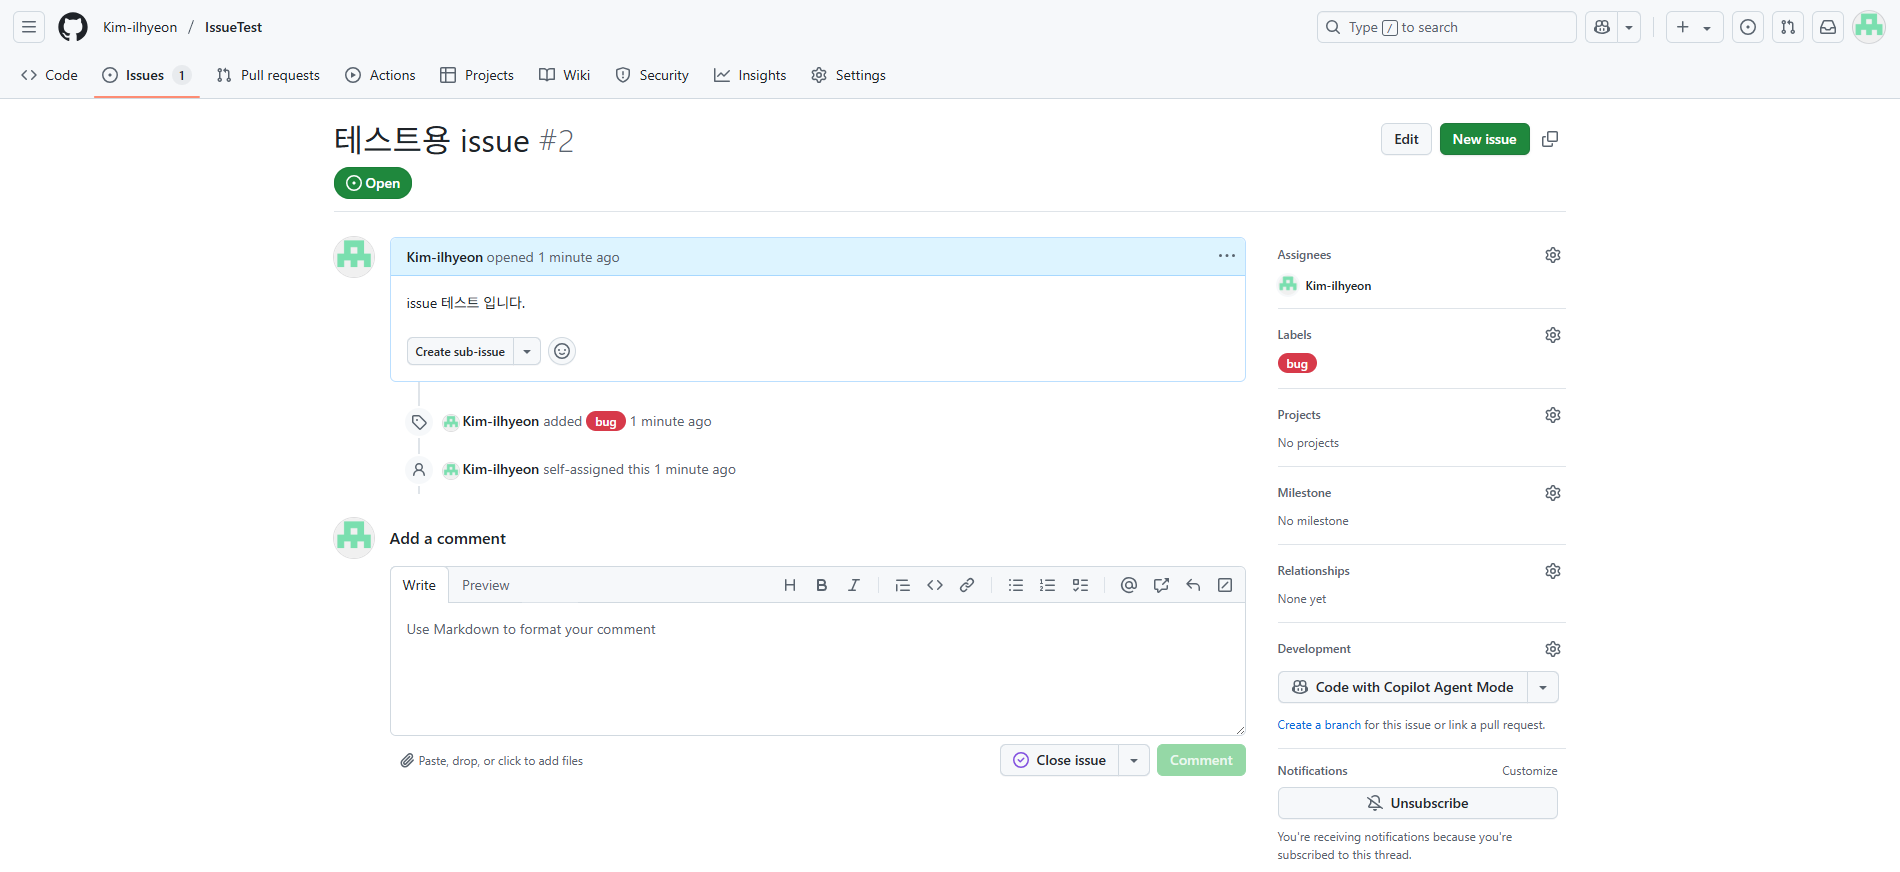 Kim-ilhyeon / IssueTest
Type / to search
Code
Issues 1
Pull requests
Actions
Projects
Wiki
Security
Insights
Settings
테스트용 issue #2
Edit
New issue
Open
Kim-ilhyeon opened 1 minute ago
issue 테스트 입니다.
Create sub-issue
Kim-ilhyeon added bug 1 minute ago
Kim-ilhyeon self-assigned this 1 minute ago
Add a comment
Write
Preview
Use Markdown to format your comment
Paste, drop, or click to add files
Close issue
Comment
Assignees
Kim-ilhyeon
Labels
bug
Projects
No projects
Milestone
No milestone
Relationships
None yet
Development
Code with Copilot Agent Mode
Create a branch for this issue or link a pull request.
Notifications
Customize
Unsubscribe
You're receiving notifications because you're
subscribed to this thread.